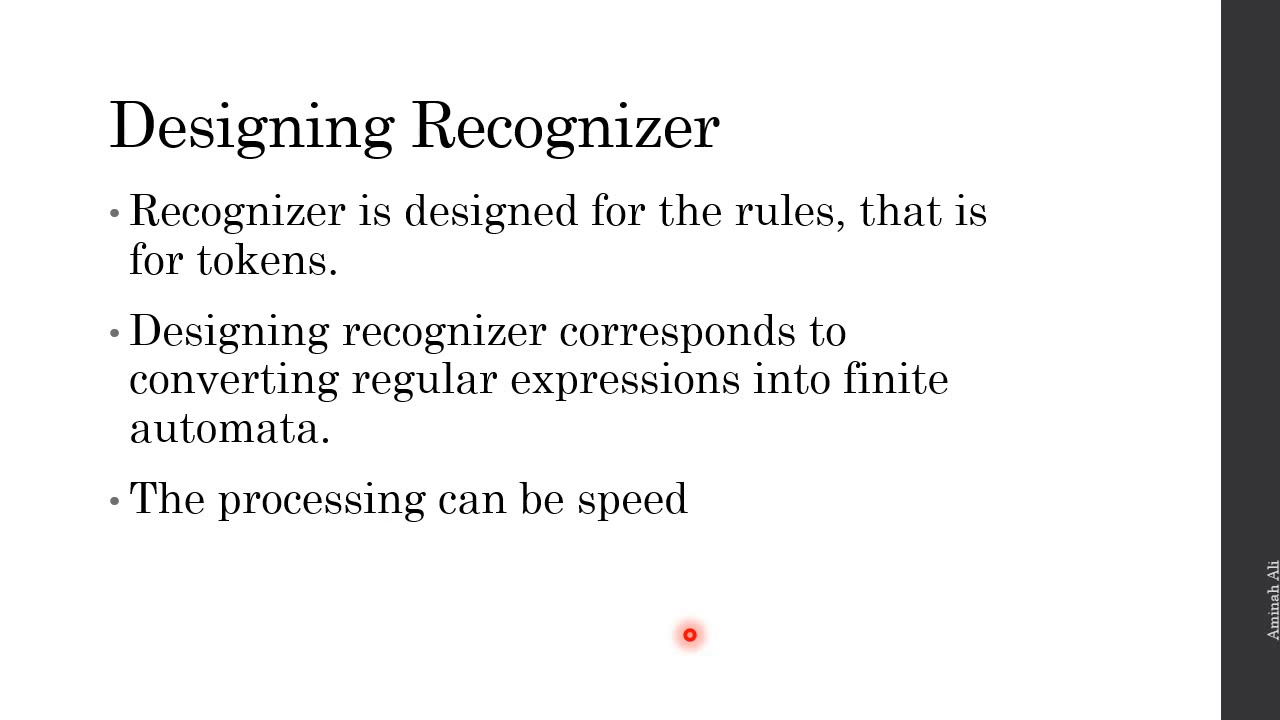 Designing Recognizer
• Recognizer is designed for the rules, that is
for tokens.
• Designing recognizer corresponds to
converting regular expressions into finite
automata.
• The processing can be speed
Aminah Ali